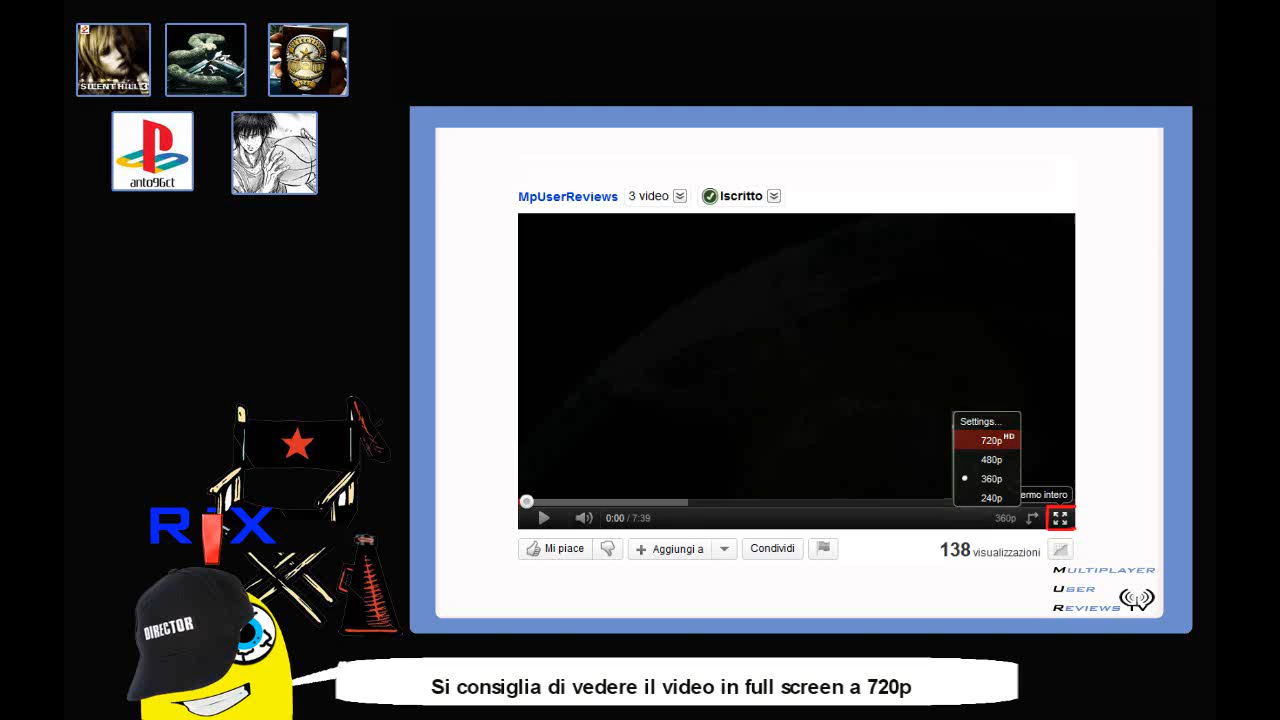 SILENT HILL 3
anto96ct
MpUserReviews 3 video Iscritto
Settings...
720p HD
480p
360p
240p
ermo intero
0:00 / 7:39 360p
Mi piace Aggiungi a Condividi 138 visualizzazioni
MULTIPLAYER
USER
REVIEWS
RiX
DIRECTOR
Si consiglia di vedere il video in full screen a 720p